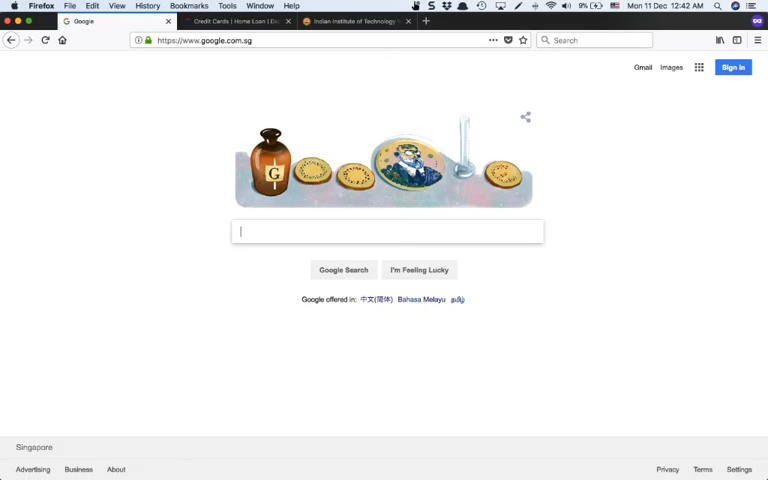 Firefox File Edit View History Bookmarks Tools Window Help 9% Mon 11 Dec 12:42 AM
Google
Credit Cards | Home Loan |
Indian Institute of Technology
https://www.google.com.sg
Search
Gmail Images Sign in
G
Google Search I'm Feeling Lucky
Google offered in: 中文(简体) Bahasa Melayu தமிழ்
Singapore
Advertising Business About Privacy Terms Settings